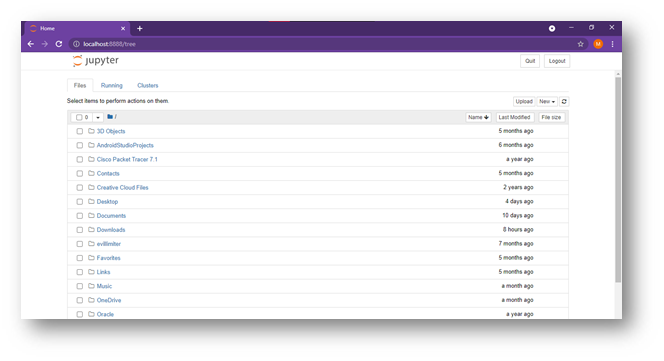 Home
localhost:8888/tree
M
jupyter
Quit Logout
Files Running Clusters
Select items to perform actions on them.
Upload New
0 / Name Last Modified File size
3D Objects 5 months ago
AndroidStudioProjects 6 months ago
Cisco Packet Tracer 7.1 a year ago
Contacts 5 months ago
Creative Cloud Files 2 years ago
Desktop 4 days ago
Documents 10 days ago
Downloads 8 hours ago
evillimiter 7 months ago
Favorites 5 months ago
Links 5 months ago
Music a month ago
OneDrive a month ago
Oracle a year ago